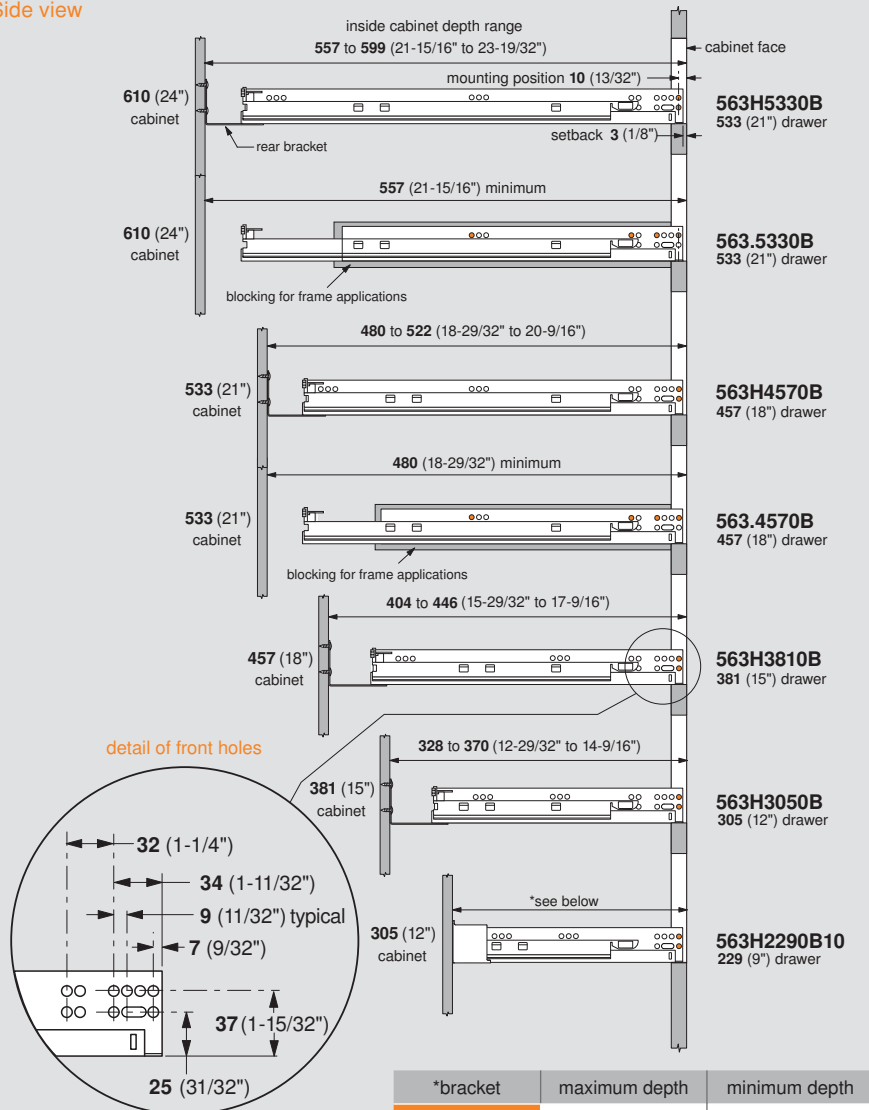 Side view
inside cabinet depth range
557 to 599 (21-15/16" to 23-19/32")
cabinet face
mounting position 10 (13/32")
610 (24")
cabinet
563H5330B
533 (21") drawer
rear bracket
setback 3 (1/8")
557 (21-15/16") minimum
610 (24")
cabinet
563.5330B
533 (21") drawer
blocking for frame applications
480 to 522 (18-29/32" to 20-9/16")
533 (21")
cabinet
563H4570B
457 (18") drawer
480 (18-29/32") minimum
533 (21")
cabinet
563.4570B
457 (18") drawer
blocking for frame applications
404 to 446 (15-29/32" to 17-9/16")
457 (18")
cabinet
563H3810B
381 (15") drawer
detail of front holes
328 to 370 (12-29/32" to 14-9/16")
381 (15")
cabinet
563H3050B
305 (12") drawer
32 (1-1/4")
34 (1-11/32")
9 (11/32") typical
7 (9/32")
37 (1-15/32")
25 (31/32")
*see below
305 (12")
cabinet
563H2290B10
229 (9") drawer
*bracket maximum depth minimum depth